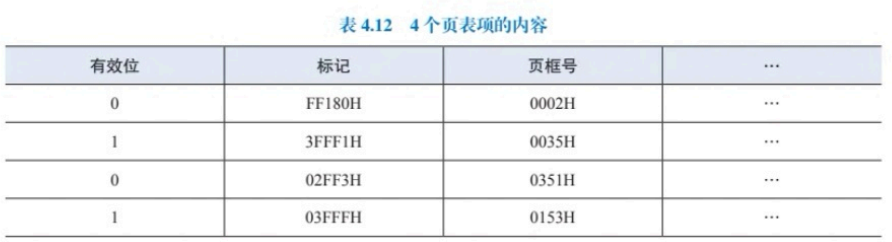 表 4.12 4 个页表项的内容
有效位 标记 页框号 …
0 FF180H 0002H …
1 3FFF1H 0035H …
0 02FF3H 0351H …
1 03FFFH 0153H …